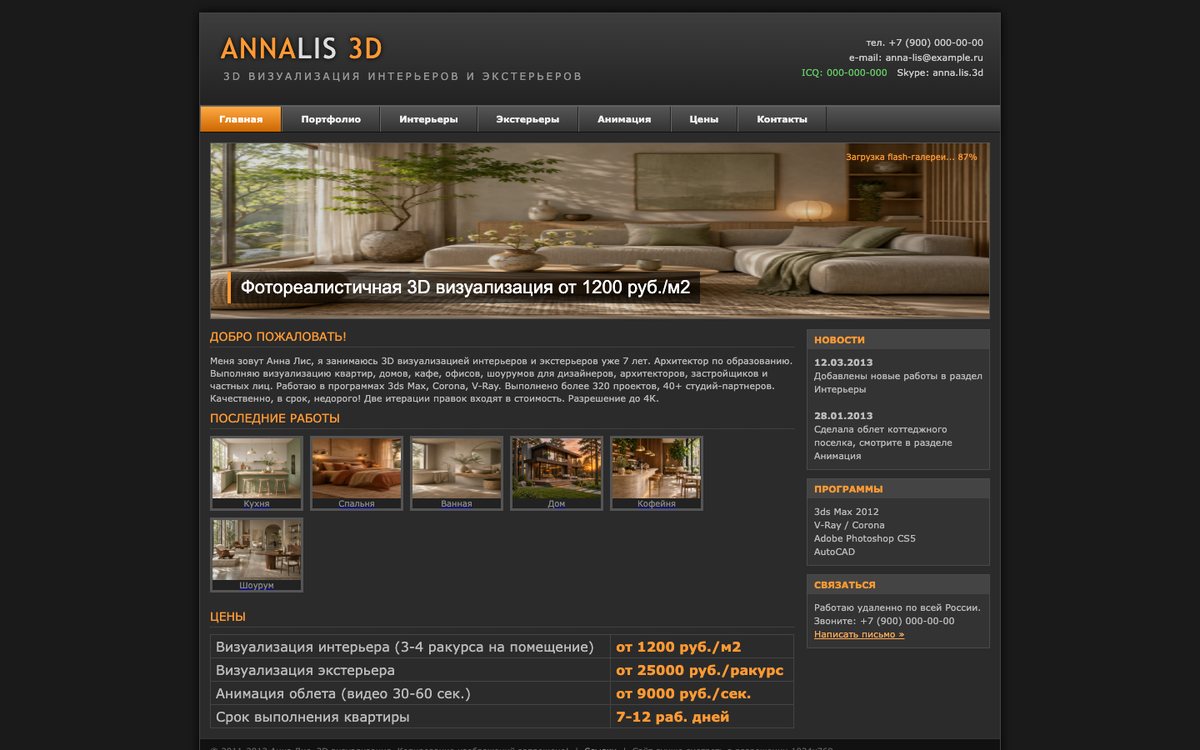 ANNALIS 3D
3D ВИЗУАЛИЗАЦИЯ ИНТЕРЬЕРОВ И ЭКСТЕРЬЕРОВ
тел. +7 (900) 000-00-00
e-mail: anna-lis@example.ru
ICQ: 000-000-000 Skype: anna.lis.3d
Главная Портфолио Интерьеры Экстерьеры Анимация Цены Контакты
Загрузка flash-галереи... 87%
Фотореалистичная 3D визуализация от 1200 руб./м2
ДОБРО ПОЖАЛОВАТЬ!
Меня зовут Анна Лис, я занимаюсь 3D визуализацией интерьеров и экстерьеров уже 7 лет. Архитектор по образованию.
Выполняю визуализацию квартир, домов, кафе, офисов, шоурумов для дизайнеров, архитекторов, застройщиков и
частных лиц. Работаю в программах 3ds Max, Corona, V-Ray. Выполнено более 320 проектов, 40+ студий-партнеров.
Качественно, в срок, недорого! Две итерации правок входят в стоимость. Разрешение до 4K.
ПОСЛЕДНИЕ РАБОТЫ
Кухня Спальня Ванная Дом Кофейня
Шоурум
ЦЕНЫ
Визуализация интерьера (3-4 ракурса на помещение) от 1200 руб./м2
Визуализация экстерьера от 25000 руб./ракурс
Анимация облета (видео 30-60 сек.) от 9000 руб./сек.
Срок выполнения квартиры 7-12 раб. дней
НОВОСТИ
12.03.2013
Добавлены новые работы в раздел
Интерьеры
28.01.2013
Сделала облет коттеджного
поселка, смотрите в разделе
Анимация
ПРОГРАММЫ
3ds Max 2012
V-Ray / Corona
Adobe Photoshop CS5
AutoCAD
СВЯЗАТЬСЯ
Работаю удаленно по всей России.
Звоните: +7 (900) 000-00-00
Написать письмо »